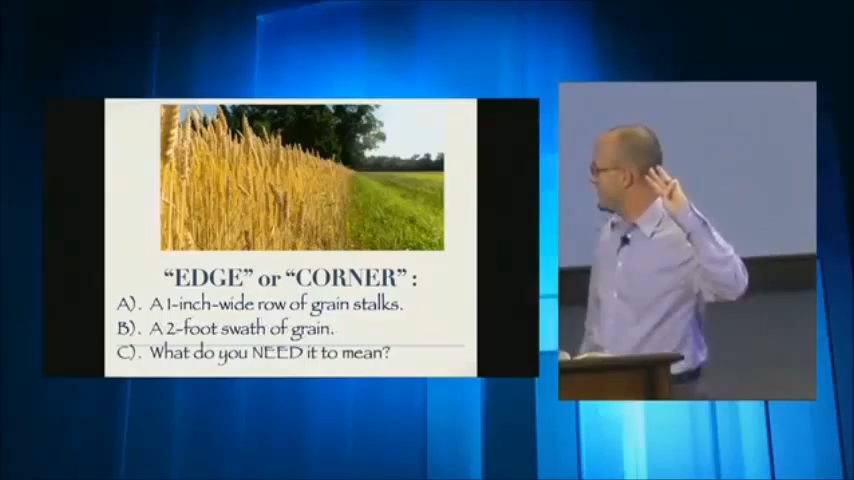 “EDGE” or “CORNER” :
A). A 1-inch-wide row of grain stalks.
B). A 2-foot swath of grain.
C). What do you NEED it to mean?